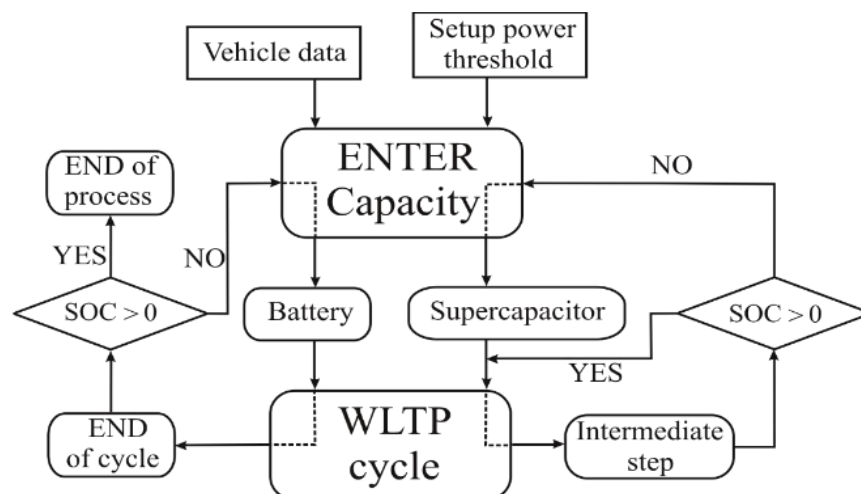 Vehicle data
Setup power
threshold
ENTER
Capacity
END of
process
NO
YES
NO
SOC > 0
Battery
Supercapacitor
SOC > 0
YES
END
of cycle
WLTP
cycle
Intermediate
step